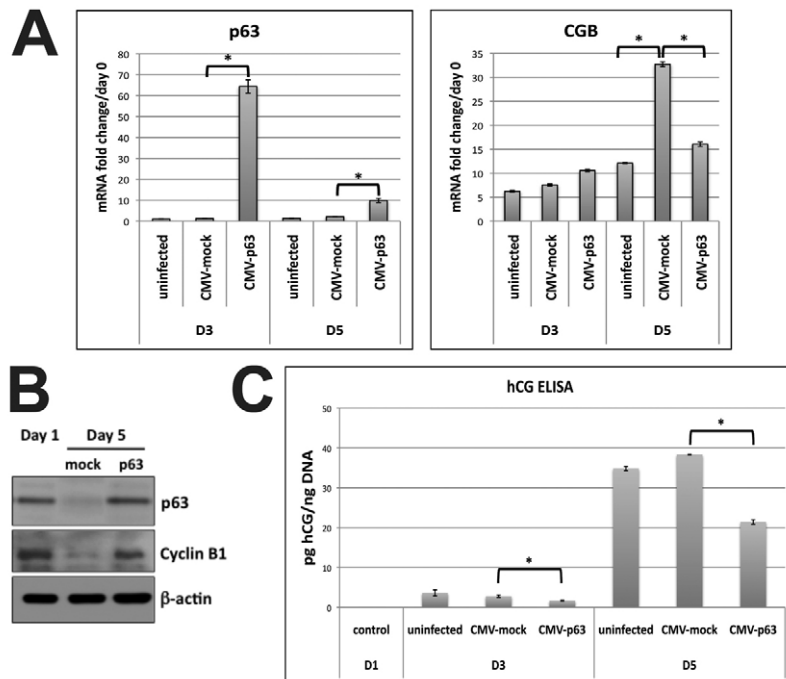 A
p63
mRNA fold change/day 0
80
70
60
50
40
30
20
10
0
*
*
uninfected
CMV-mock
CMV-p63
uninfected
CMV-mock
CMV-p63
D3
D5
CGB
mRNA fold change/day 0
35
30
25
20
15
10
5
0
*
*
uninfected
CMV-mock
CMV-p63
uninfected
CMV-mock
CMV-p63
D3
D5
B
Day 1
Day 5
mock
p63
p63
Cyclin B1
β-actin
C
hCG ELISA
pg hCG/ng DNA
50
40
30
20
10
0
*
*
control
uninfected
CMV-mock
CMV-p63
uninfected
CMV-mock
CMV-p63
D1
D3
D5